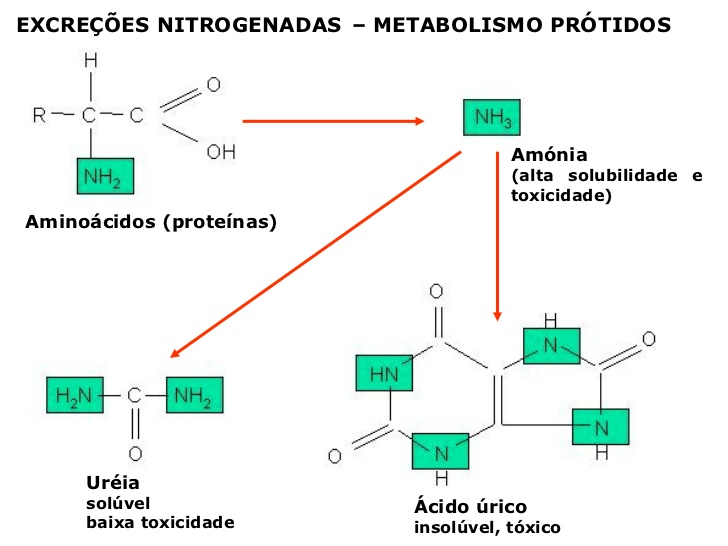 EXCREÇÕES NITROGENADAS – METABOLISMO PRÓTIDOS
H
O
R C C
OH
NH2
Aminoácidos (proteínas)
NH3
Amónia
(alta solubilidade e
toxicidade)
H2N C NH2
O
Uréia
solúvel
baixa toxicidade
O
H
N
O
HN
N
H
O
N
H
Ácido úrico
insolúvel, tóxico